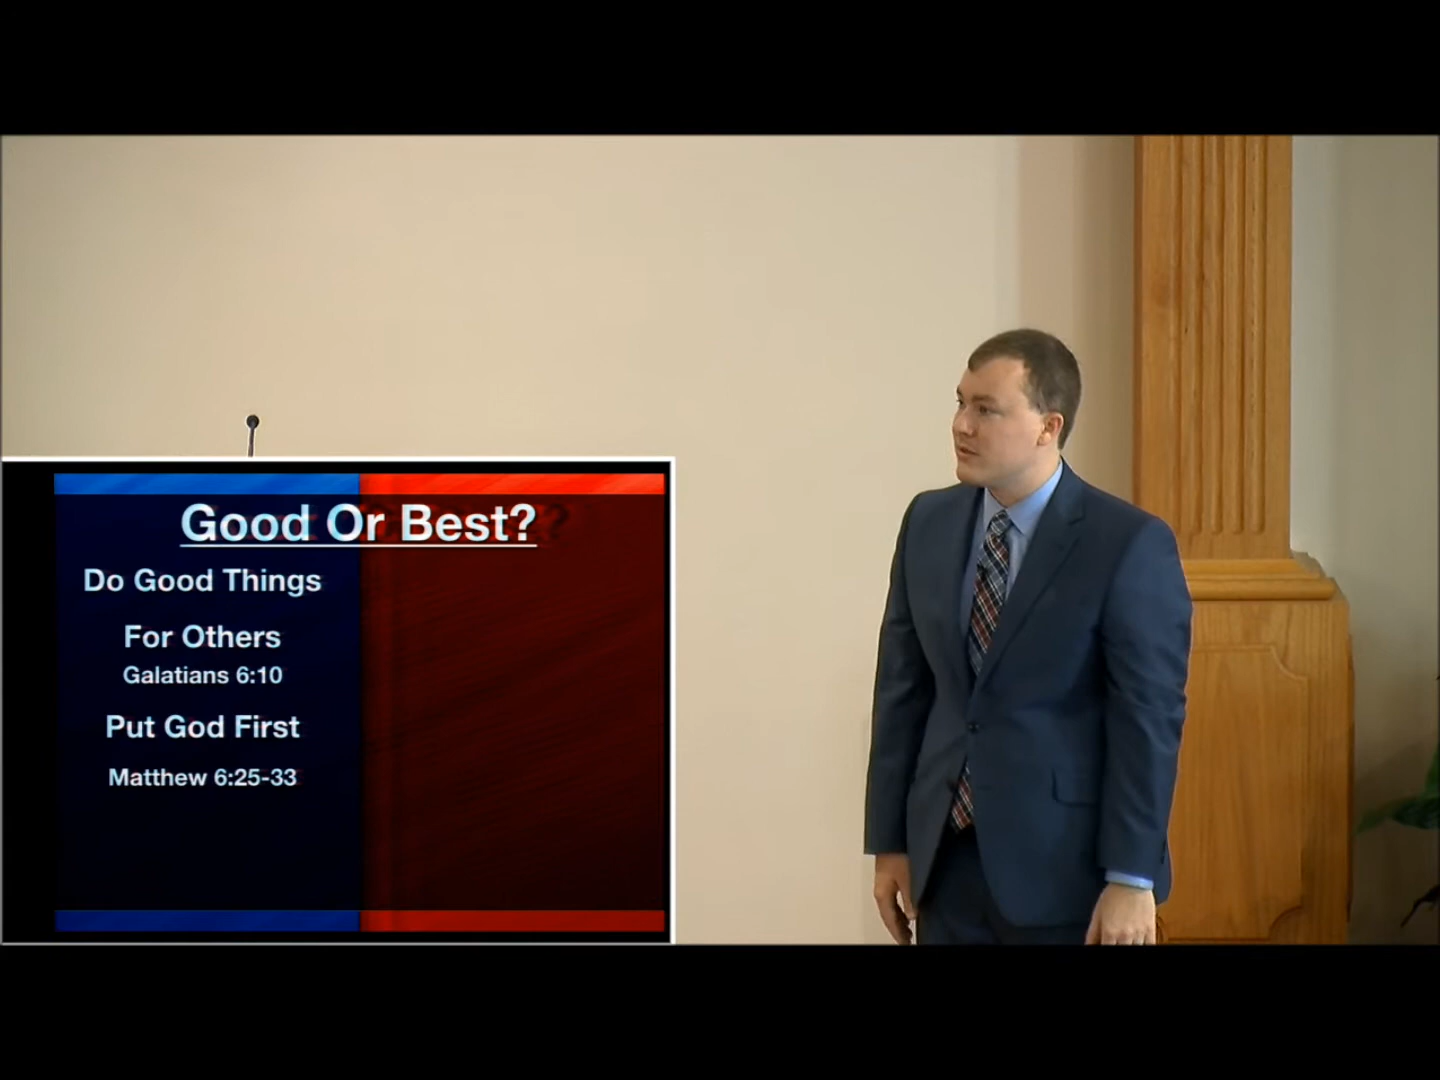 Good Or Best?
Do Good Things
For Others
Galatians 6:10
Put God First
Matthew 6:25-33